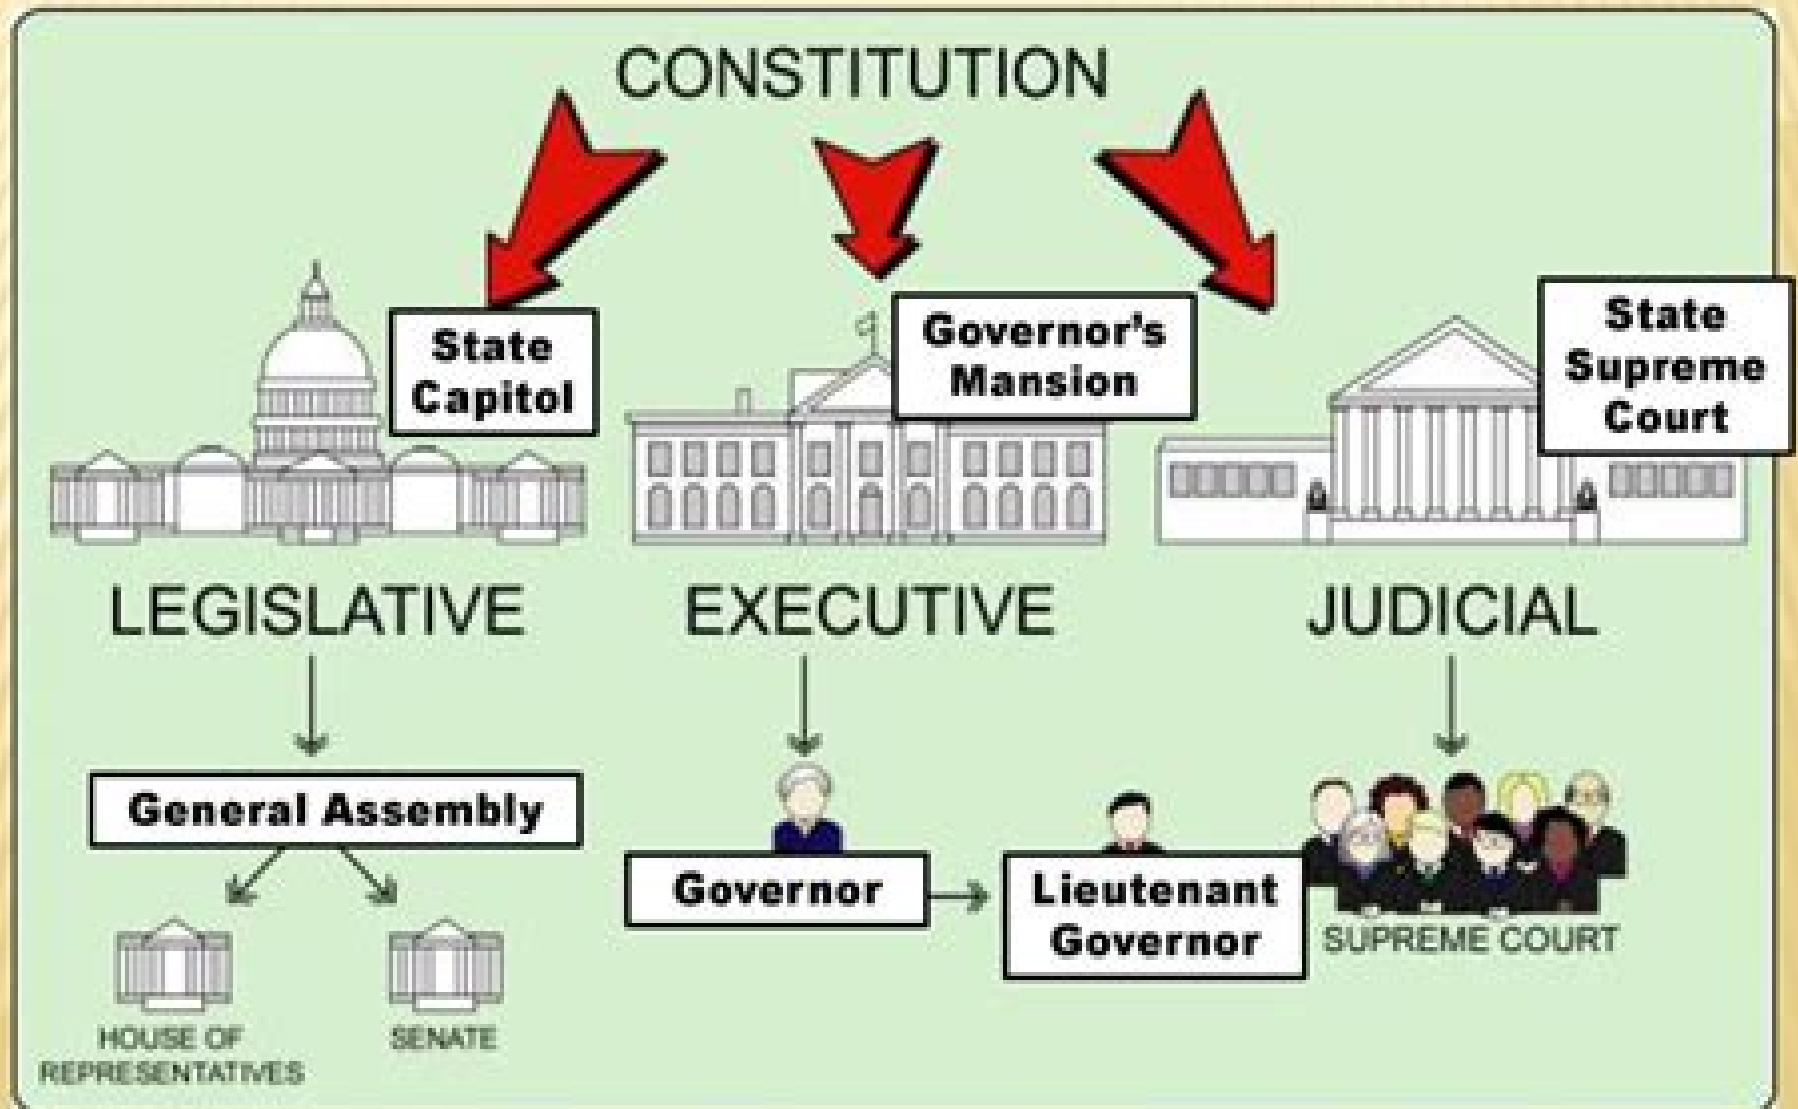 CONSTITUTION
State
Capitol
Governor's
Mansion
State
Supreme
Court
LEGISLATIVE
EXECUTIVE
JUDICIAL
General Assembly
Governor
Lieutenant
Governor
SUPREME COURT
HOUSE OF
REPRESENTATIVES
SENATE